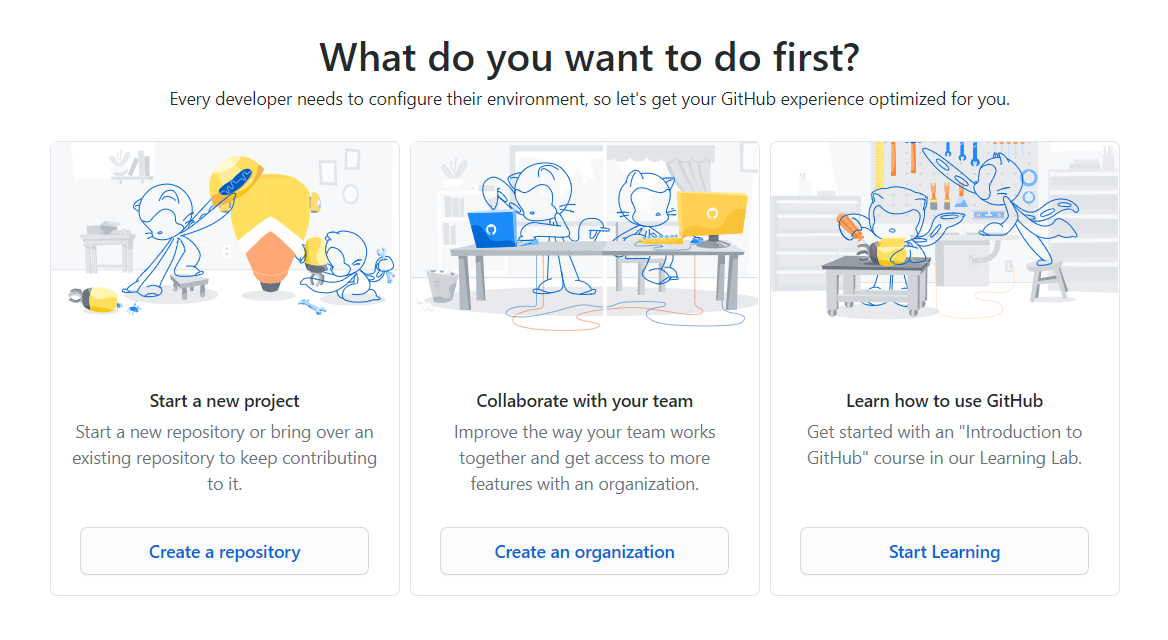 What do you want to do first?
Every developer needs to configure their environment, so let's get your GitHub experience optimized for you.
Start a new project
Start a new repository or bring over an
existing repository to keep contributing
to it.
Create a repository
Collaborate with your team
Improve the way your team works
together and get access to more
features with an organization.
Create an organization
Learn how to use GitHub
Get started with an "Introduction to
GitHub" course in our Learning Lab.
Start Learning